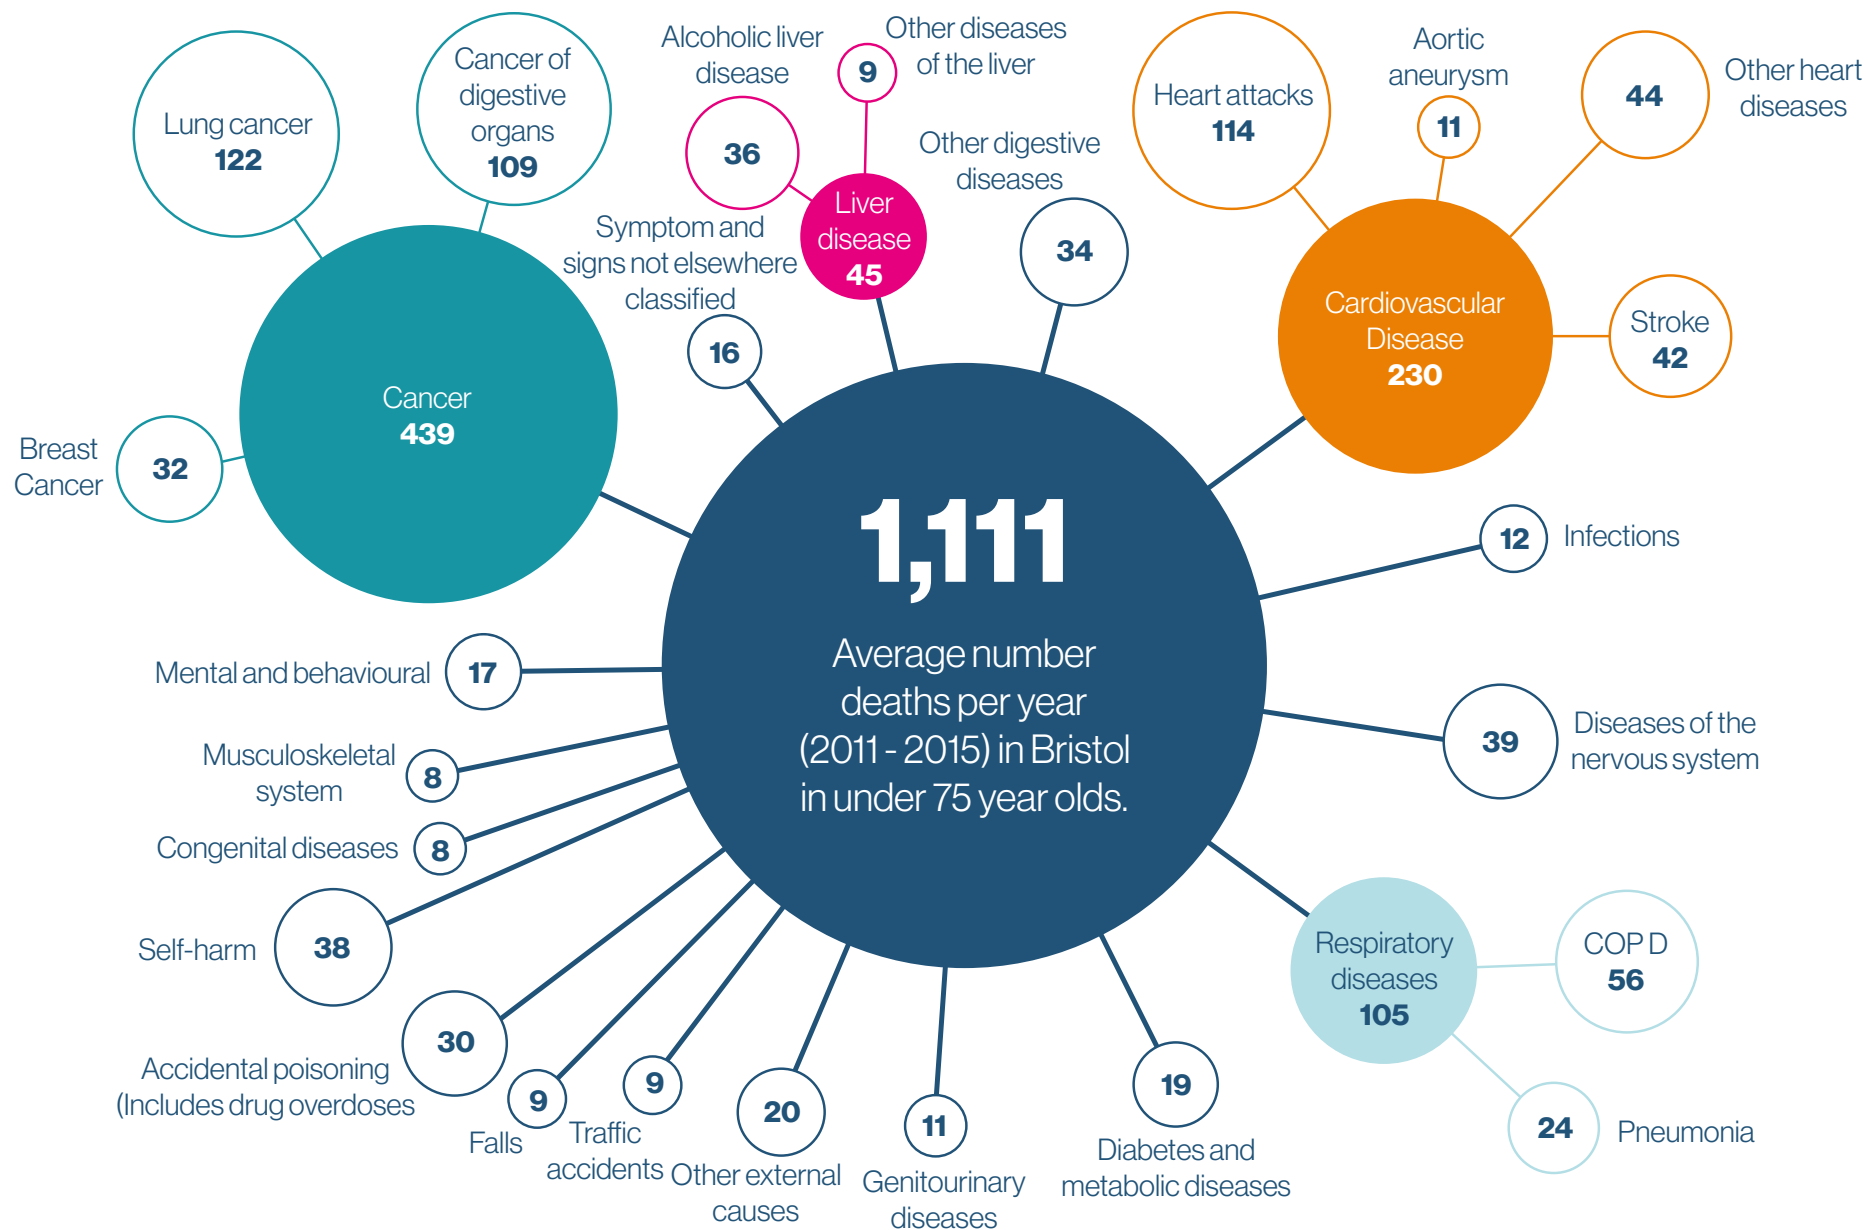 Lung cancer
122
Cancer of
digestive
organs
109
Alcoholic liver
disease
36
Other diseases
of the liver
9
Liver
disease
45
Other digestive
diseases
34
Symptom and
signs not elsewhere
classified
16
Heart attacks
114
Aortic
aneurysm
11
Other heart
diseases
44
Cardiovascular
Disease
230
Stroke
42
Cancer
439
Breast
Cancer
32
1,111
Average number
deaths per year
(2011 - 2015) in Bristol
in under 75 year olds.
12
Infections
39
Diseases of the
nervous system
Mental and behavioural
17
Musculoskeletal
system
8
Congenital diseases
8
Self-harm
38
Accidental poisoning
(Includes drug overdoses
30
Falls
9
Traffic
accidents
9
Other external
causes
20
Genitourinary
diseases
11
Diabetes and
metabolic diseases
19
Respiratory
diseases
105
COP D
56
24
Pneumonia